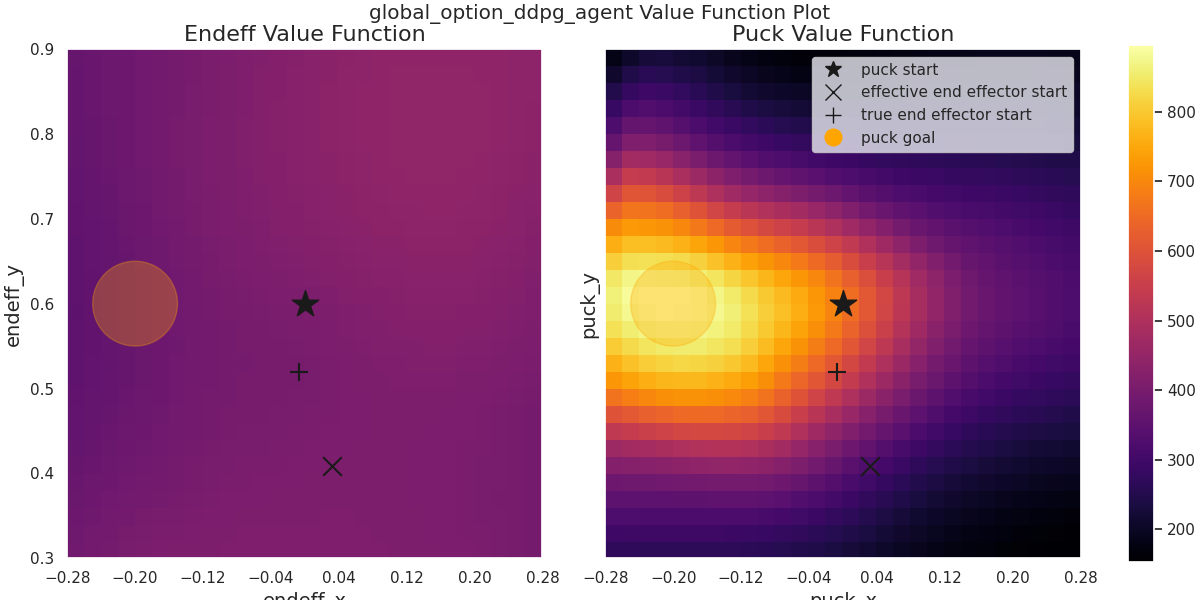 global_option_ddpg_agent Value Function Plot
Endeff Value Function
Puck Value Function
puck start
effective end effector start
true end effector start
puck goal
endeff_y
0.9
0.8
0.7
0.6
0.5
0.4
0.3
−0.28 −0.20 −0.12 −0.04 0.04 0.12 0.20 0.28
endeff_x
puck_y
−0.28 −0.20 −0.12 −0.04 0.04 0.12 0.20 0.28
puck_x
800
700
600
500
400
300
200